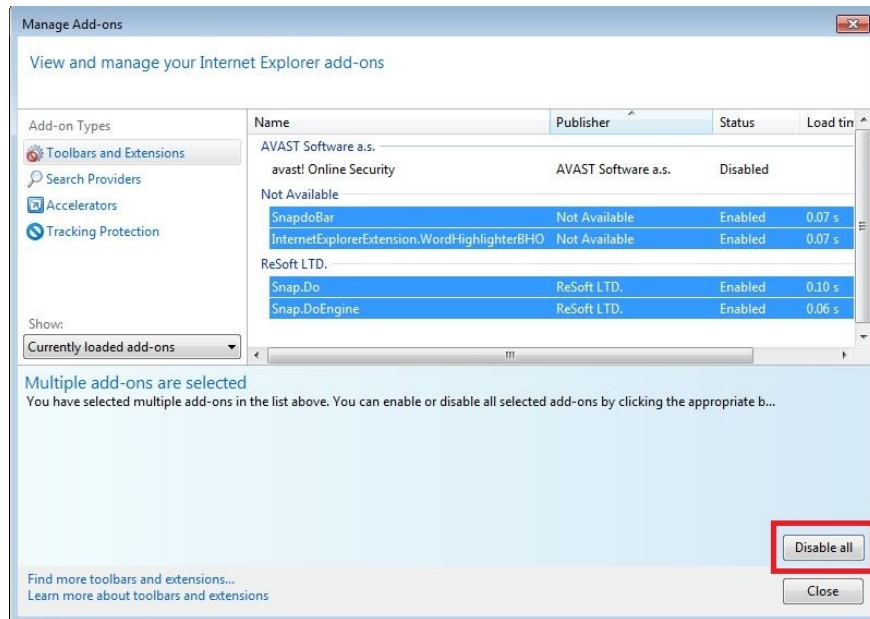 Manage Add-ons
View and manage your Internet Explorer add-ons
Add-on Types
Toolbars and Extensions
Search Providers
Accelerators
Tracking Protection
Show:
Currently loaded add-ons
Name Publisher Status Load tim
AVAST Software a.s.
avast! Online Security AVAST Software a.s. Disabled
Not Available
SnapdoBar Not Available Enabled 0.07 s
InternetExplorerExtension.WordHighlighterBHO Not Available Enabled 0.07 s
ReSoft LTD.
Snap.Do ReSoft LTD. Enabled 0.10 s
Snap.DoEngine ReSoft LTD. Enabled 0.06 s
Multiple add-ons are selected
You have selected multiple add-ons in the list above. You can enable or disable all selected add-ons by clicking the appropriate b...
Disable all
Find more toolbars and extensions...
Learn more about toolbars and extensions
Close